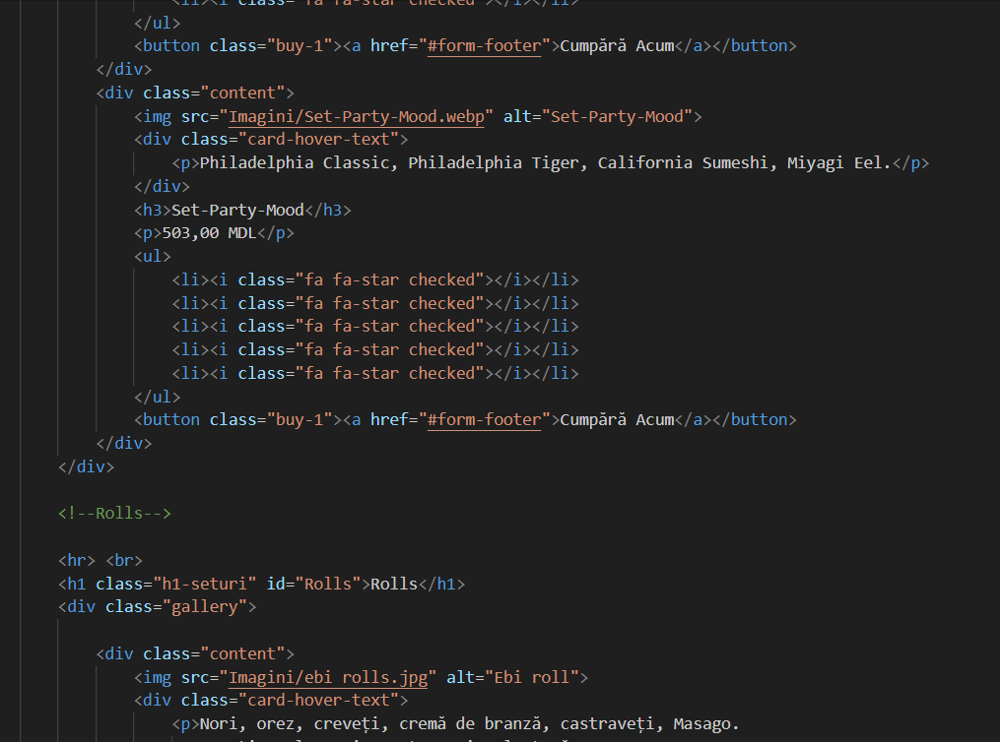 <li><i class="fa fa-star checked"></i></li>
</ul>
<button class="buy-1"><a href="#form-footer">Cumpără Acum</a></button>
</div>
<div class="content">
<img src="Imagini/Set-Party-Mood.webp" alt="Set-Party-Mood">
<div class="card-hover-text">
<p>Philadelphia Classic, Philadelphia Tiger, California Sumeshi, Miyagi Eel.</p>
</div>
<h3>Set-Party-Mood</h3>
<p>503,00 MDL</p>
<ul>
<li><i class="fa fa-star checked"></i></li>
<li><i class="fa fa-star checked"></i></li>
<li><i class="fa fa-star checked"></i></li>
<li><i class="fa fa-star checked"></i></li>
<li><i class="fa fa-star checked"></i></li>
</ul>
<button class="buy-1"><a href="#form-footer">Cumpără Acum</a></button>
</div>
</div>
<!--Rolls-->
<hr> <br>
<h1 class="h1-seturi" id="Rolls">Rolls</h1>
<div class="gallery">
<div class="content">
<img src="Imagini/ebi rolls.jpg" alt="Ebi roll">
<div class="card-hover-text">
<p>Nori, orez, creveți, cremă de branză, castraveți, Masago.